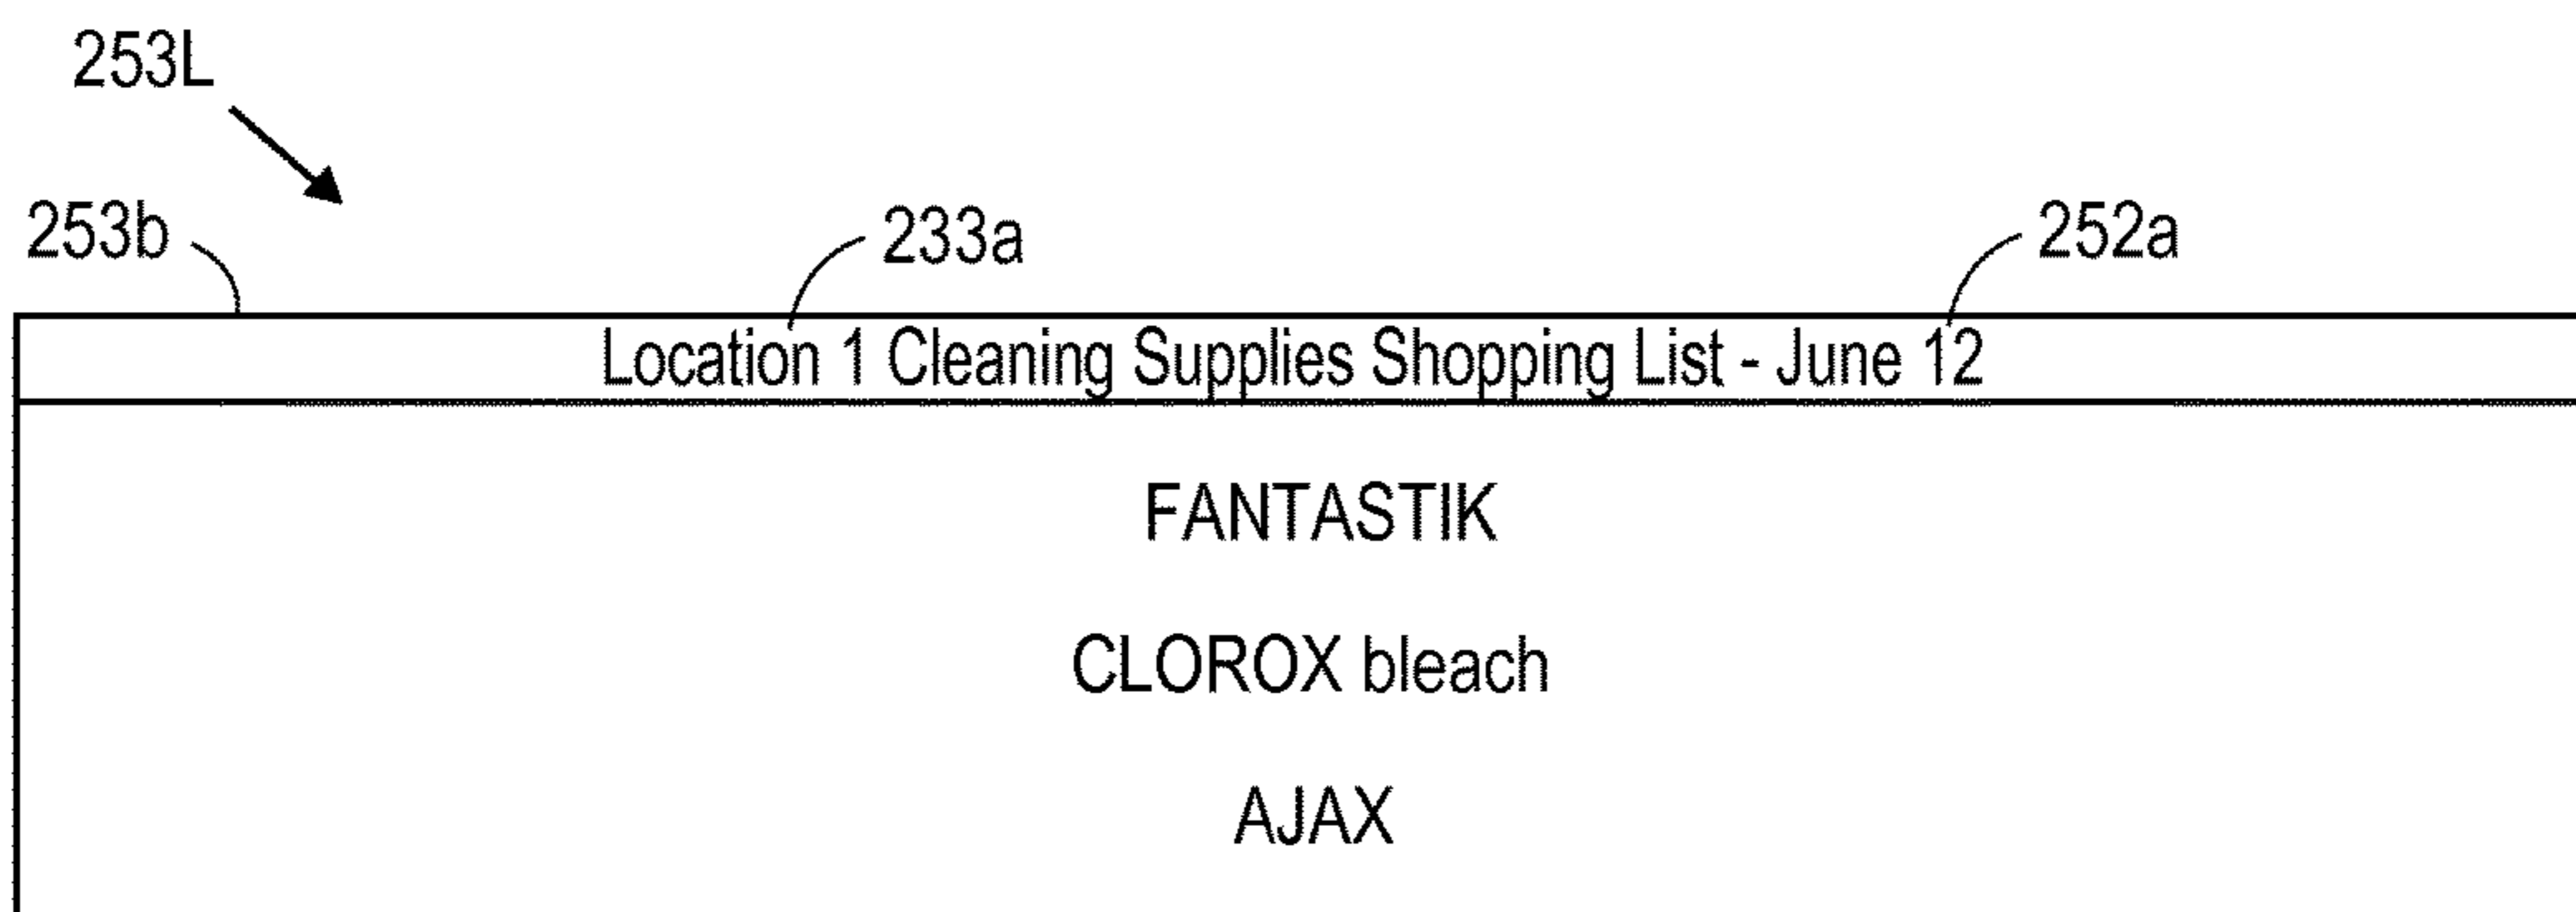 253L
253b 233a 252a
Location 1 Cleaning Supplies Shopping List - June 12
FANTASTIK
CLOROX bleach
AJAX